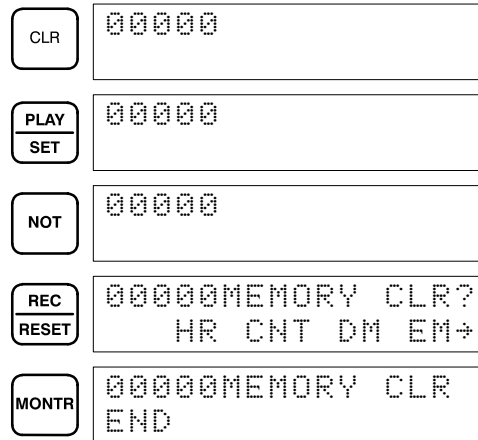 CLR
00000
PLAY
SET
00000
NOT
00000
REC
RESET
00000MEMORY CLR?
HR CNT DM EM→
MONTR
00000MEMORY CLR
END